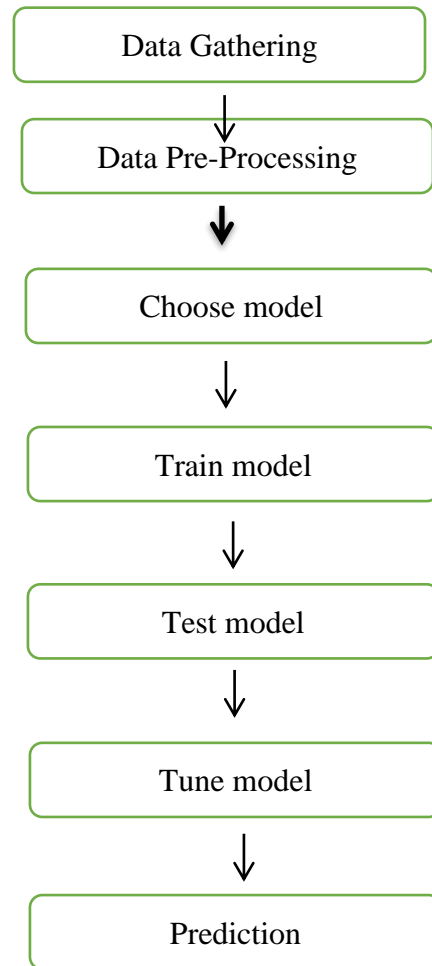 Data Gathering
Data Pre-Processing
Choose model
Train model
Test model
Tune model
Prediction